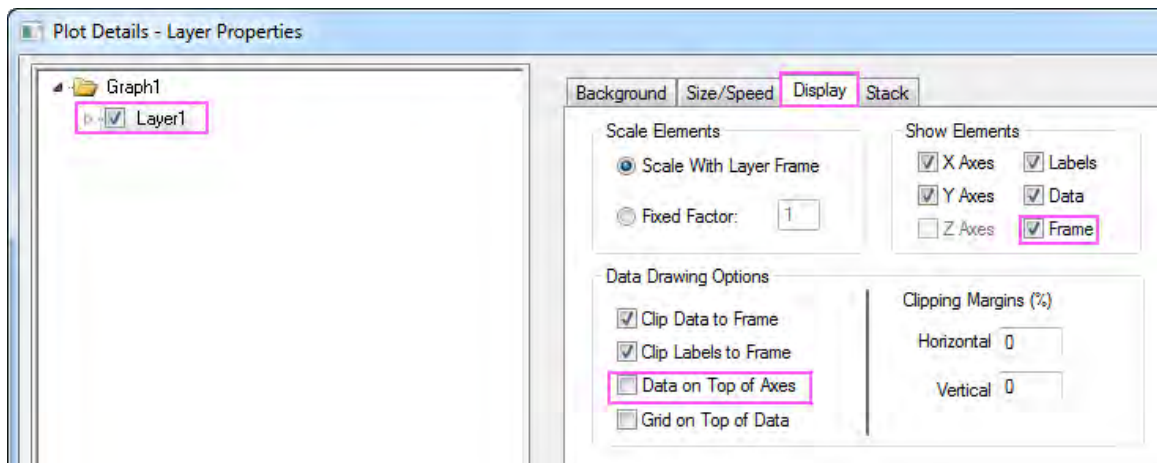 Plot Details - Layer Properties
Graph1
Layer1
Background Size/Speed Display Stack
Scale Elements
Scale With Layer Frame
Fixed Factor: 1
Show Elements
X Axes Labels
Y Axes Data
Z Axes Frame
Data Drawing Options
Clip Data to Frame
Clip Labels to Frame
Data on Top of Axes
Grid on Top of Data
Clipping Margins (%)
Horizontal 0
Vertical 0